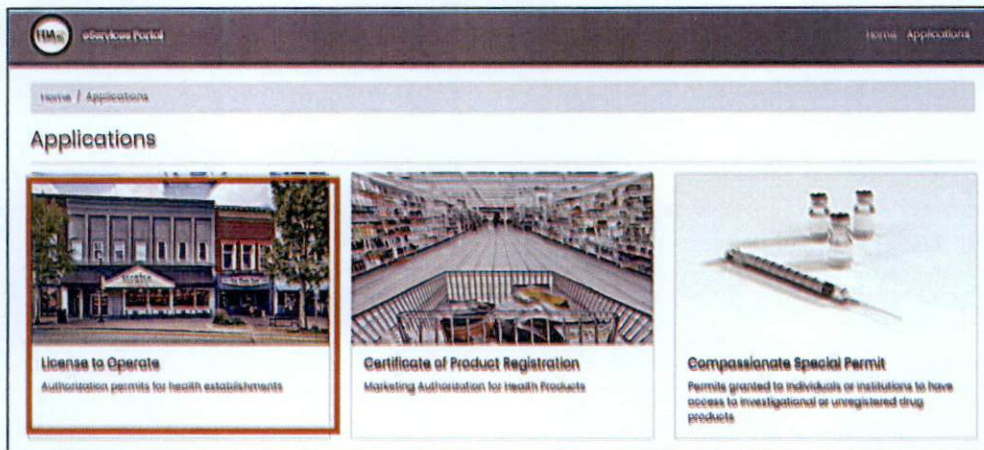 eServices Portal
Home Applications
Home / Applications
Applications
License to Operate
Authorization permits for health establishments
Certificate of Product Registration
Marketing Authorization for Health Products
Compassionate Special Permit
Permits granted to individuals or institutions to have
access to investigational or unregistered drug
products